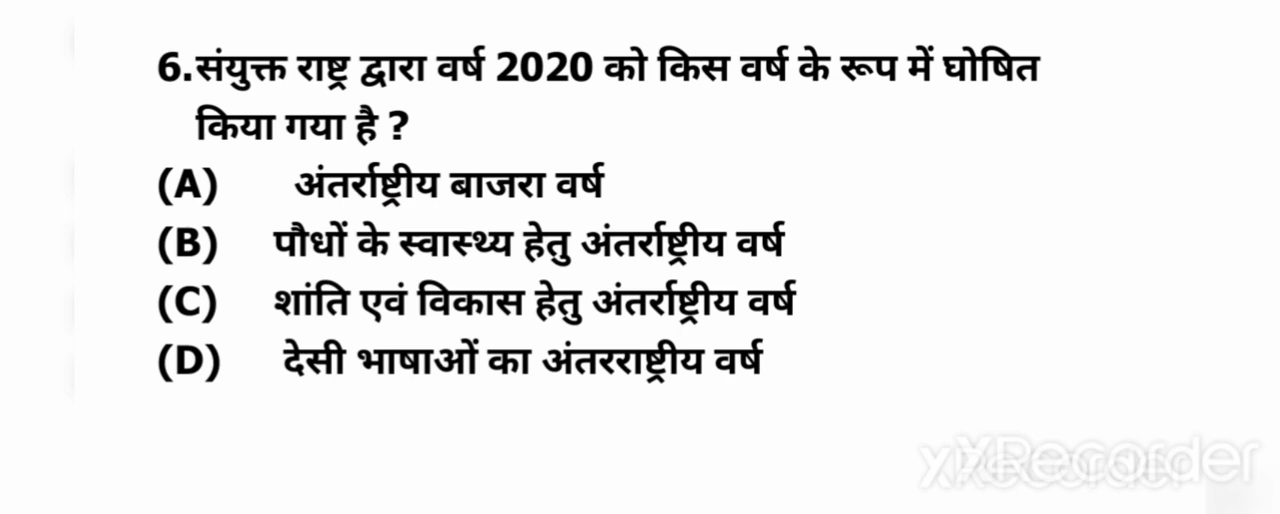 6.संयुक्त राष्ट्र द्वारा वर्ष 2020 को किस वर्ष के रूप में घोषित
किया गया है ?
(A) अंतर्राष्ट्रीय बाजरा वर्ष
(B) पौधों के स्वास्थ्य हेतु अंतर्राष्ट्रीय वर्ष
(C) शांति एवं विकास हेतु अंतर्राष्ट्रीय वर्ष
(D) देसी भाषाओं का अंतरराष्ट्रीय वर्ष
XRecorder